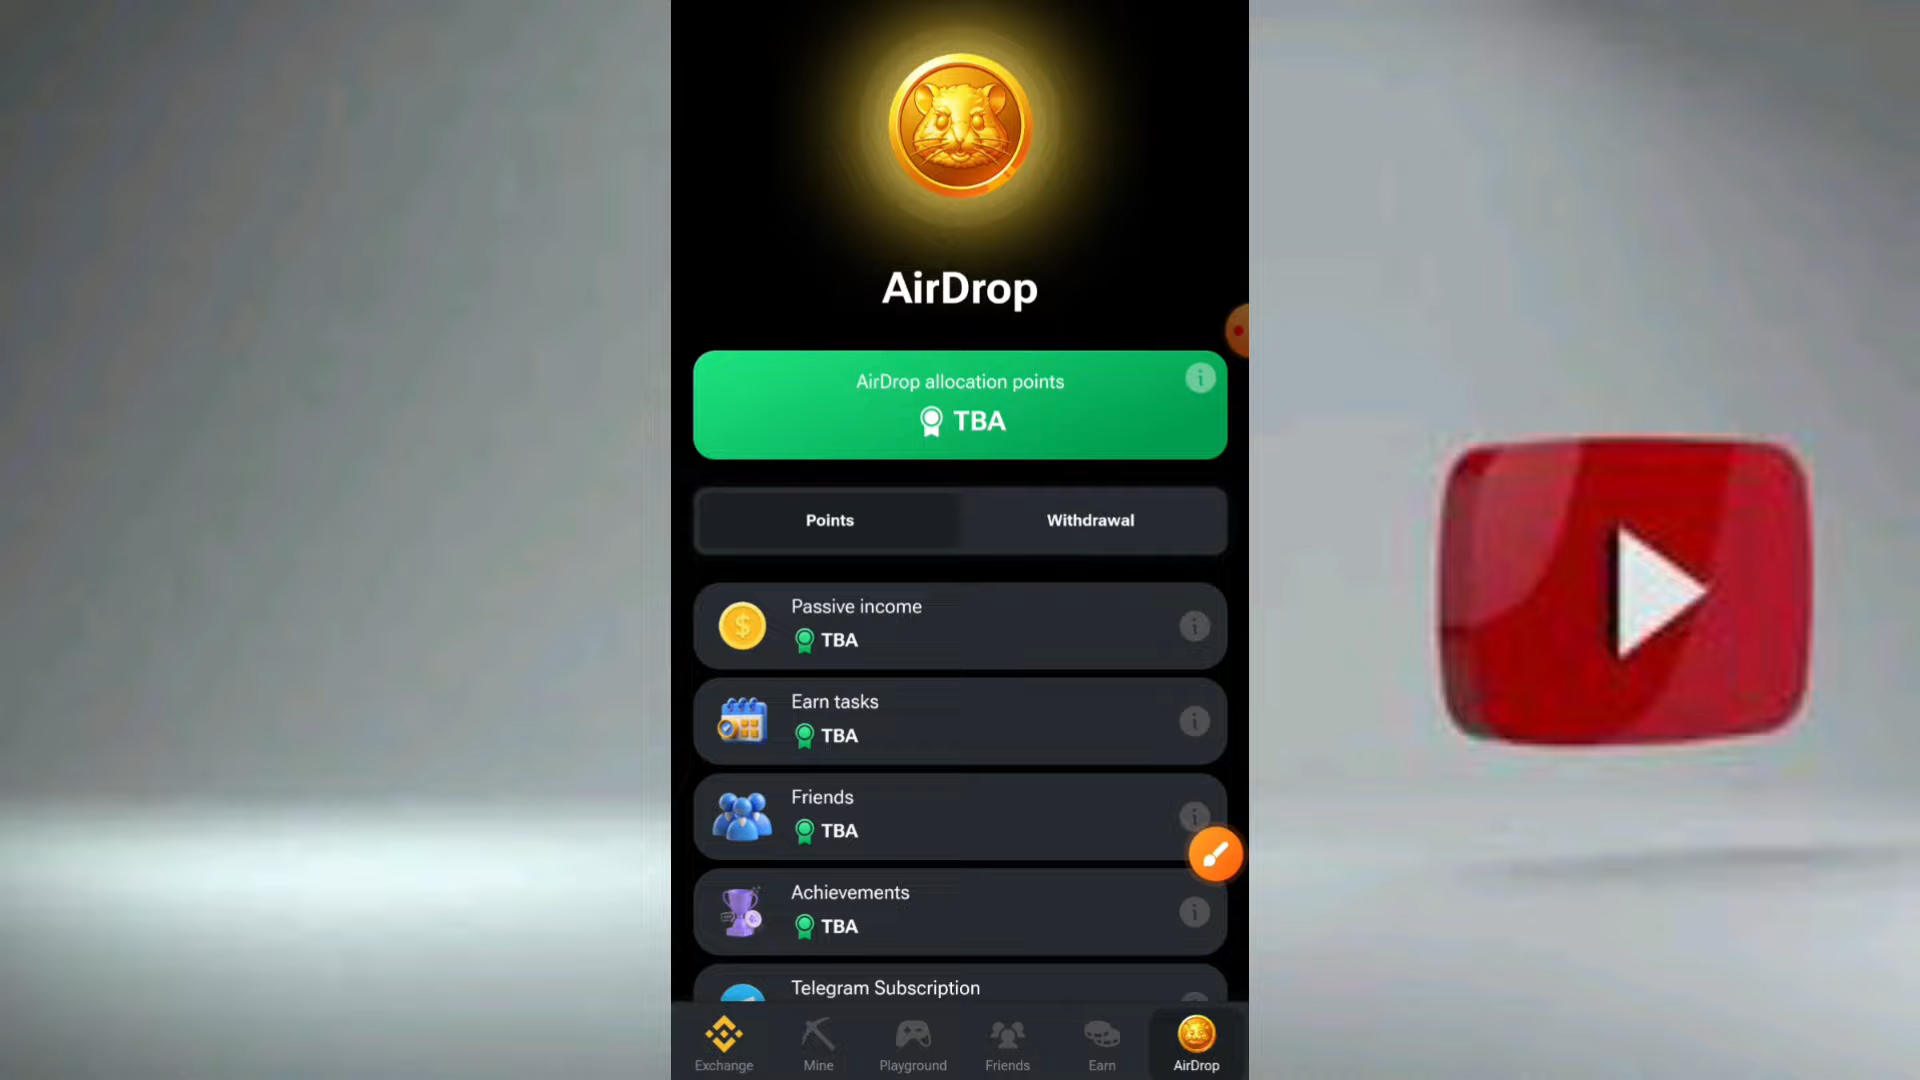 AirDrop
AirDrop allocation points
TBA
Points
Withdrawal
Passive income
TBA
Earn tasks
TBA
Friends
TBA
Achievements
TBA
Telegram Subscription
Exchange
Mine
Playground
Friends
Earn
AirDrop